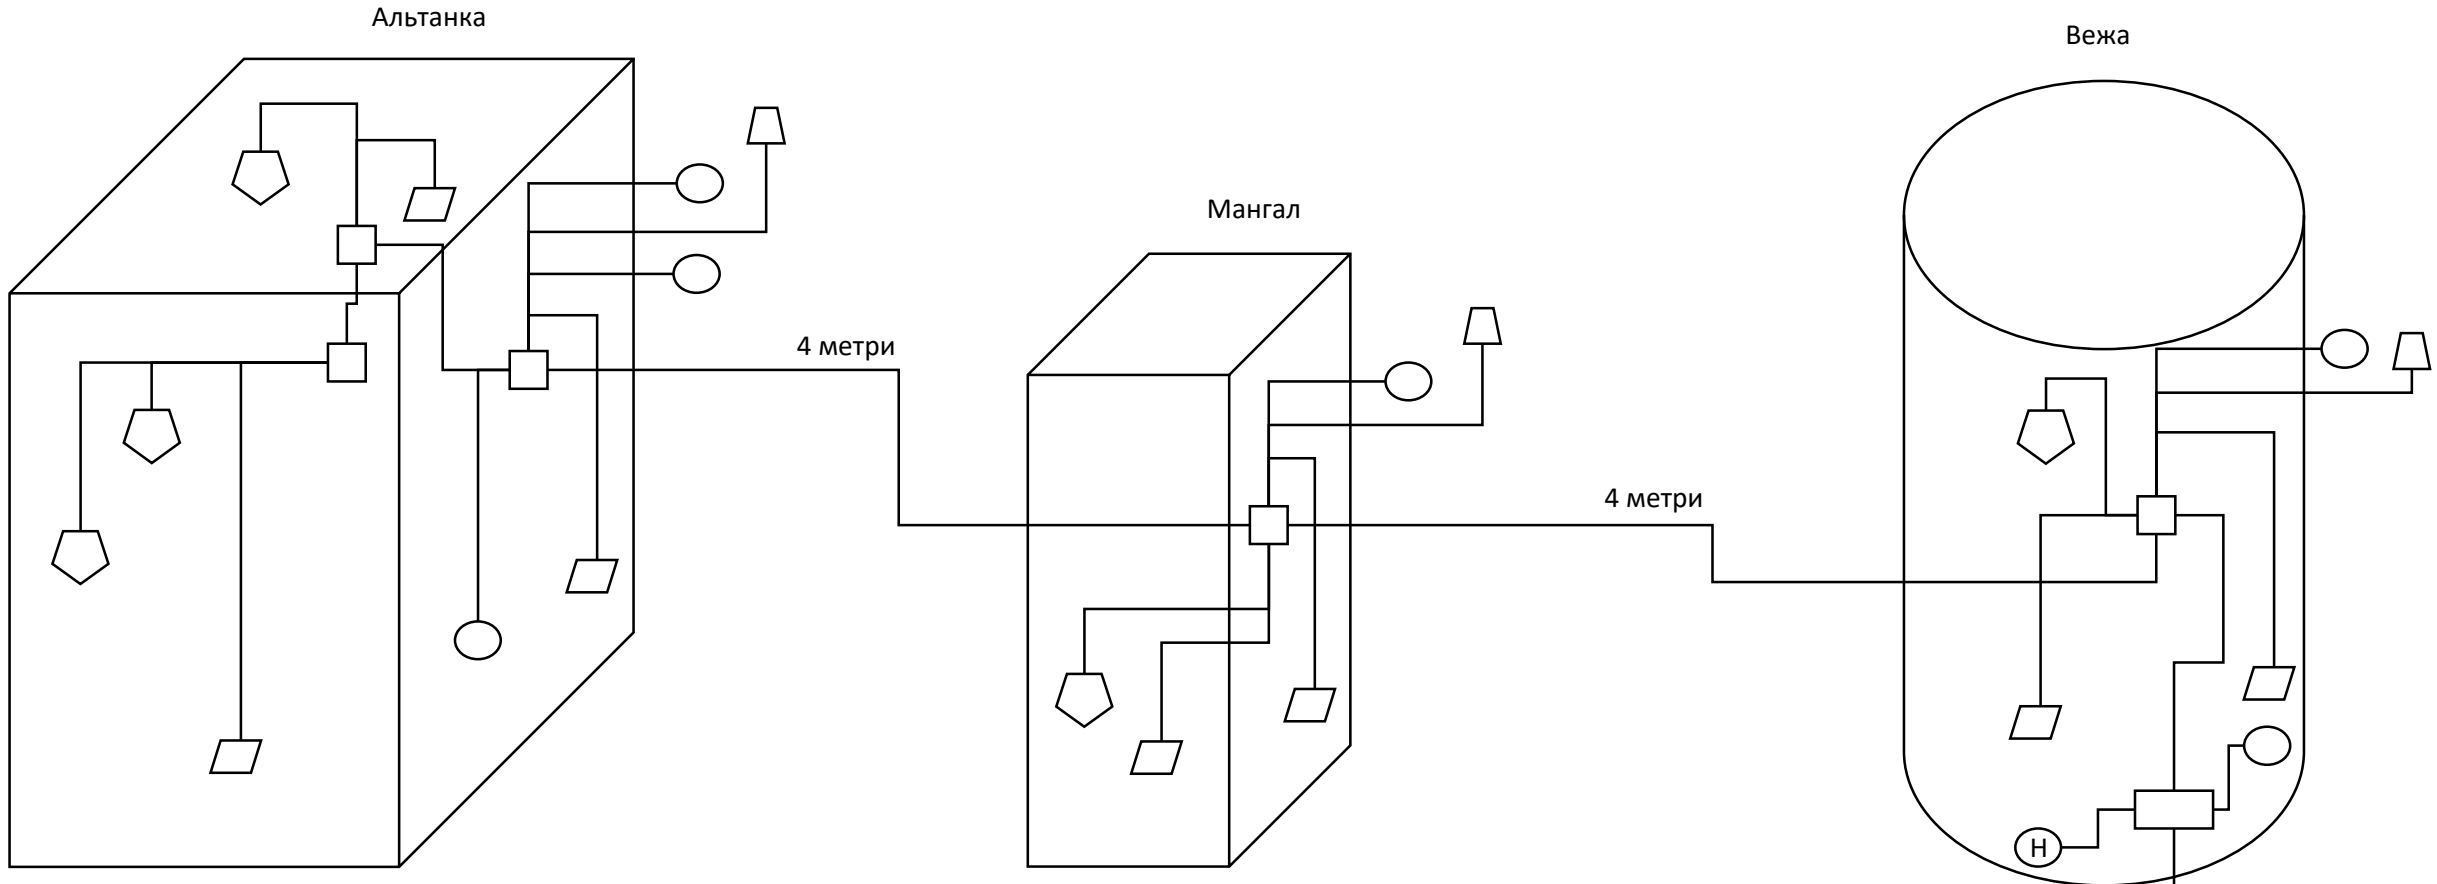 Альтанка
Вежа
Мангал
4 метри
4 метри
Н